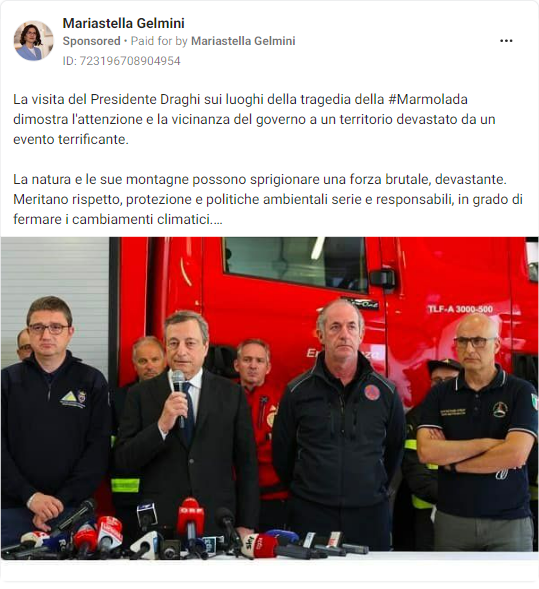 Mariastella Gelmini
Sponsored • Paid for by Mariastella Gelmini
ID: 723196708904954
La visita del Presidente Draghi sui luoghi della tragedia della #Marmolada
dimostra l'attenzione e la vicinanza del governo a un territorio devastato da un
evento terrificante.
La natura e le sue montagne possono sprigionare una forza brutale, devastante.
Meritano rispetto, protezione e politiche ambientali serie e responsabili, in grado di
fermare i cambiamenti climatici....
TLF-A 3000-500
ORF
sky